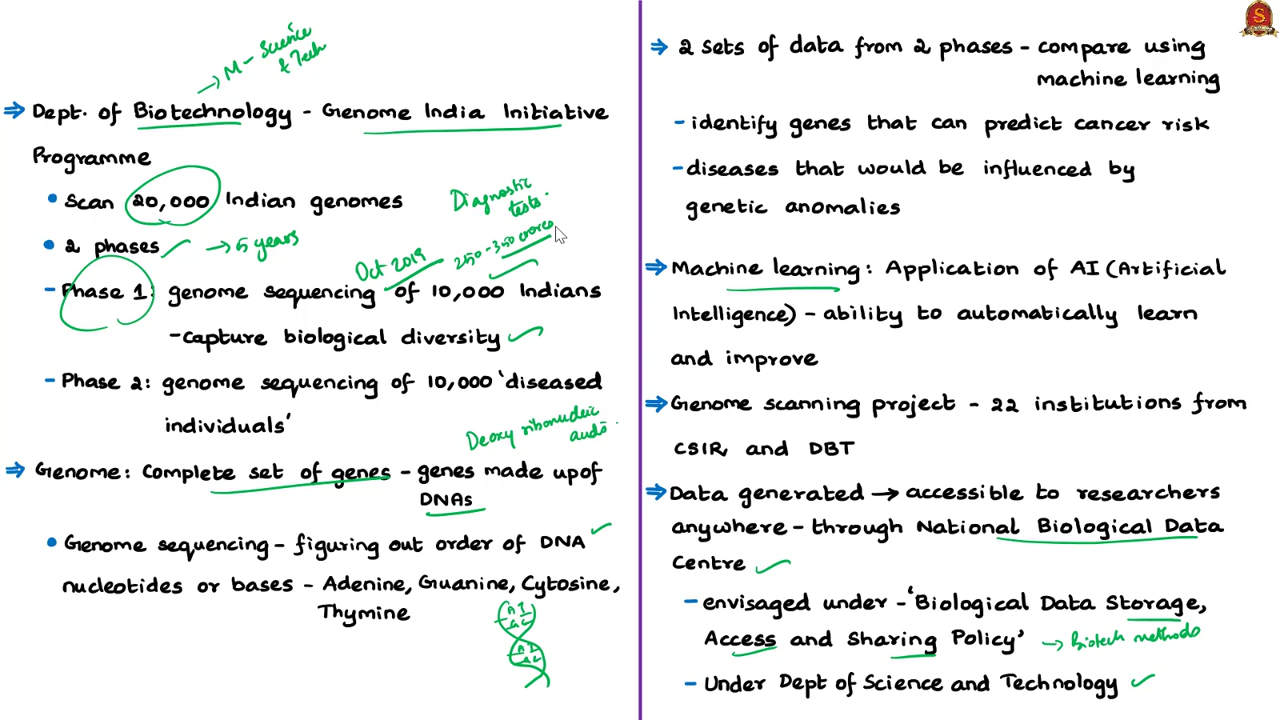 → M - Science
& Tech
⇒ Dept. of Biotechnology - Genome India Initiative
Programme
• Scan 20,000 Indian genomes
Diagnostic
tests.
• 2 phases → 5 years
Oct 2019
250 - 350 crores
- Phase 1: genome sequencing of 10,000 Indians
-capture biological diversity
- Phase 2: genome sequencing of 10,000 'diseased
individuals'
Deoxy ribonucleic
⇒ Genome: Complete set of genes - genes made upof
DNAs
• Genome sequencing - figuring out order of DNA
nucleotides or bases - Adenine, Guanine, Cytosine,
Thymine
⇒ 2 sets of data from 2 phases - compare using
machine learning
- identify genes that can predict cancer risk
- diseases that would be influenced by
genetic anomalies
⇒ Machine learning: Application of AI (Artificial
Intelligence) - ability to automatically learn
and improve
⇒ Genome scanning project - 22 institutions from
CSIR, and DBT
⇒ Data generated → accessible to researchers
anywhere - through National Biological Data
Centre
- envisaged under - 'Biological Data Storage,
Access and Sharing Policy' → Biotech methods
- Under Dept of Science and Technology